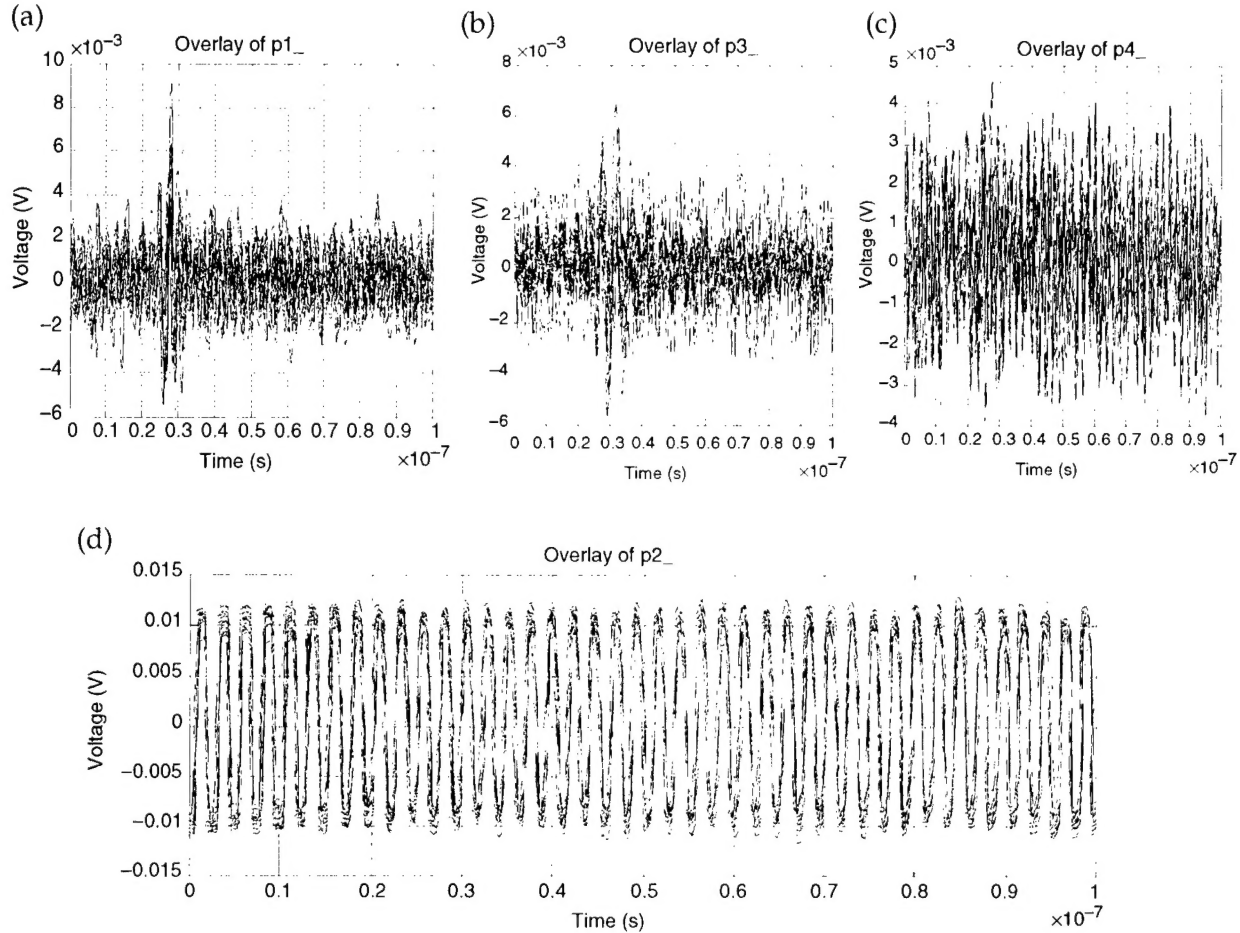 (a)
×10−3
Overlay of p1_
10
8
6
4
2
0
−2
−4
−6
Voltage (V)
0 0.1 0.2 0.3 0.4 0.5 0.6 0.7 0.8 0.9 1
Time (s)
×10−7
(b)
×10−3
Overlay of p3_
8
6
4
2
0
−2
−4
−6
Voltage (V)
0 0.1 0.2 0.3 0.4 0.5 0.6 0.7 0.8 0.9 1
Time (s)
×10−7
(c)
×10−3
Overlay of p4_
5
4
3
2
1
0
−1
−2
−3
−4
Voltage (V)
0 0.1 0.2 0.3 0.4 0.5 0.6 0.7 0.8 0.9 1
Time (s)
×10−7
(d)
Overlay of p2_
0.015
0.01
0.005
0
−0.005
−0.01
−0.015
Voltage (V)
0 0.1 0.2 0.3 0.4 0.5 0.6 0.7 0.8 0.9 1
Time (s)
×10−7